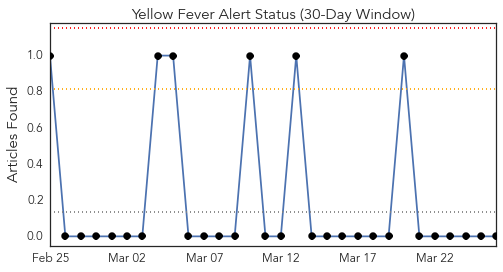 Yellow Fever Alert Status (30-Day Window)
Articles Found
1.0
0.8
0.6
0.4
0.2
0.0
Feb 25 Mar 02 Mar 07 Mar 12 Mar 17 Mar 22